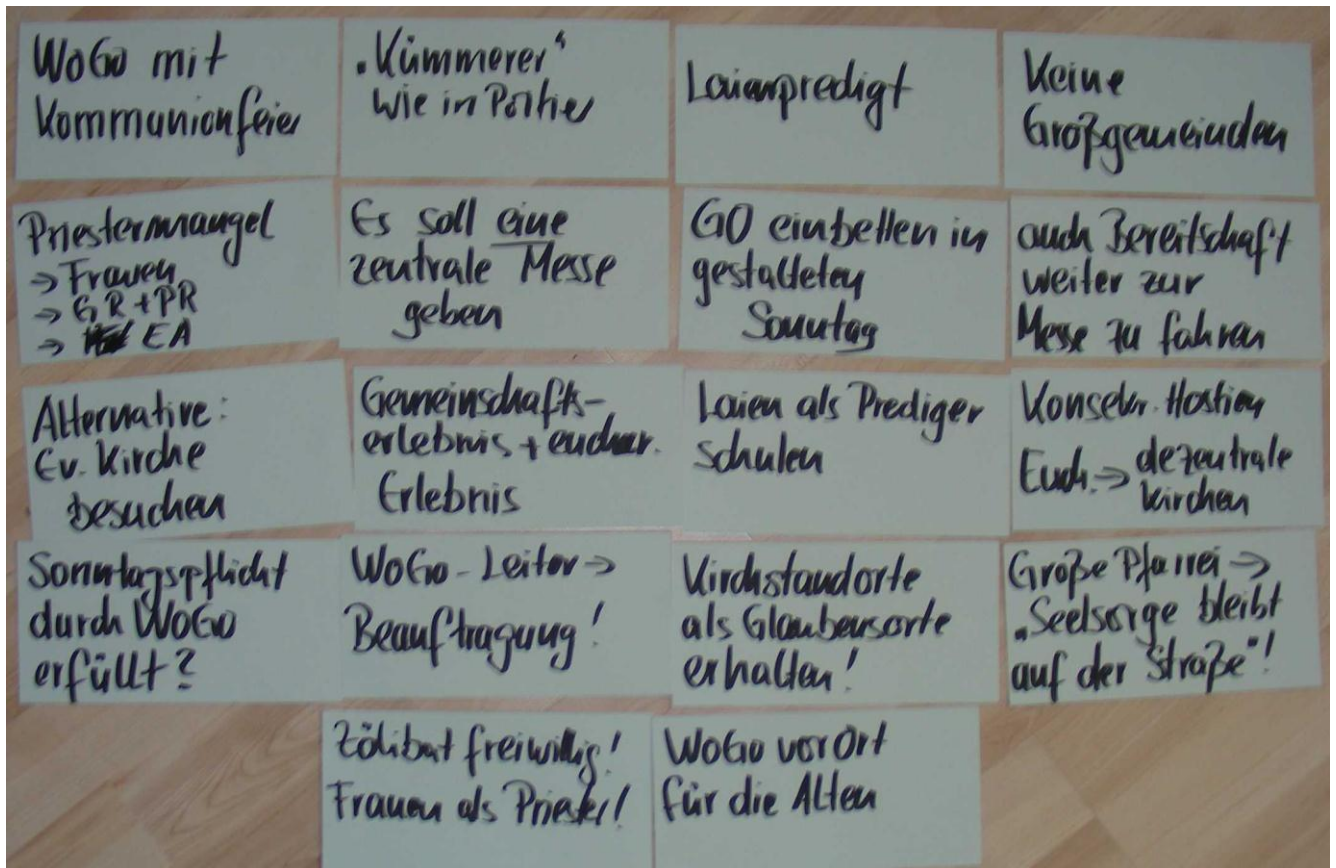 WoGo mit
Kommunionfeier
„Kümmerer“
wie in Poitier
Laienpredigt
Keine
Großgemeinden
Priestermangel
→ Frauen
→ GR + PR
→ EA
Es soll eine
zentrale Messe
geben
GO einbetten in
gestalteten
Sonntag
auch Bereitschaft
weiter zur
Messe zu fahren
Alternative:
Ev. Kirche
besuchen
Gemeinschafts-
erlebnis + euchar.
Erlebnis
Laien als Prediger
schulen
Konsekr. Hostien
Euch. → dezentrale
Kirchen
Sonntagspflicht
durch WoGo
erfüllt?
WoGo-Leiter →
Beauftragung!
Kirchstandorte
als Glaubensorte
erhalten!
Große Pfarrei →
„Seelsorge bleibt
auf der Straße“!
Zölibat freiwillig!
Frauen als Priester!
WoGo vor Ort
für die Alten